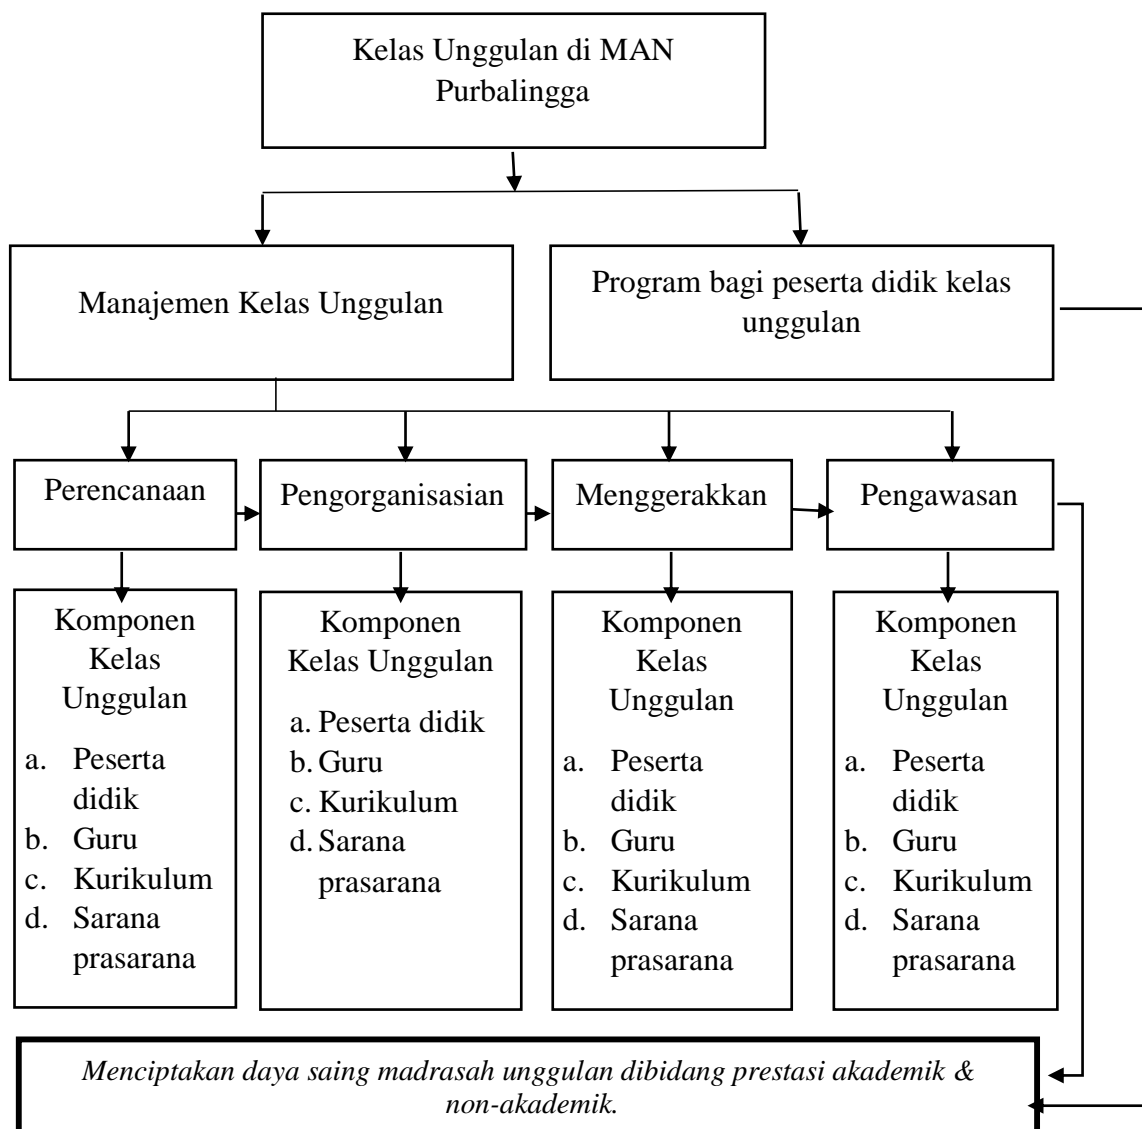 Kelas Unggulan di MAN
Purbalingga
Manajemen Kelas Unggulan
Program bagi peserta didik kelas
unggulan
Perencanaan
Pengorganisasian
Menggerakkan
Pengawasan
Komponen
Kelas
Unggulan
a. Peserta
didik
b. Guru
c. Kurikulum
d. Sarana
prasarana
Komponen
Kelas Unggulan
a. Peserta didik
b. Guru
c. Kurikulum
d. Sarana
prasarana
Komponen
Kelas
Unggulan
a. Peserta
didik
b. Guru
c. Kurikulum
d. Sarana
prasarana
Komponen
Kelas
Unggulan
a. Peserta
didik
b. Guru
c. Kurikulum
d. Sarana
prasarana
Menciptakan daya saing madrasah unggulan dibidang prestasi akademik &
non-akademik.